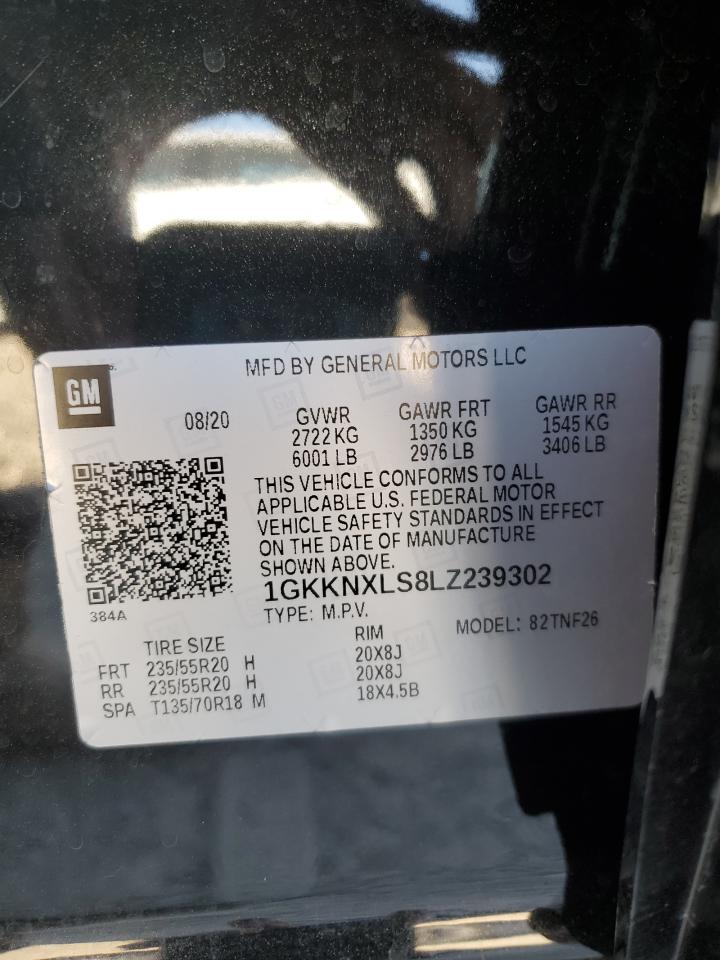 MFD BY GENERAL MOTORS LLC
GM
08/20 GVWR GAWR FRT GAWR RR
2722 KG 1350 KG 1545 KG
6001 LB 2976 LB 3406 LB
THIS VEHICLE CONFORMS TO ALL
APPLICABLE U.S. FEDERAL MOTOR
VEHICLE SAFETY STANDARDS IN EFFECT
ON THE DATE OF MANUFACTURE
SHOWN ABOVE.
1GKKNXLS8LZ239302
384A
TYPE: M.P.V. MODEL: 82TNF26
TIRE SIZE RIM
FRT 235/55R20 H 20X8J
RR 235/55R20 H 20X8J
SPA T135/70R18 M 18X4.5B